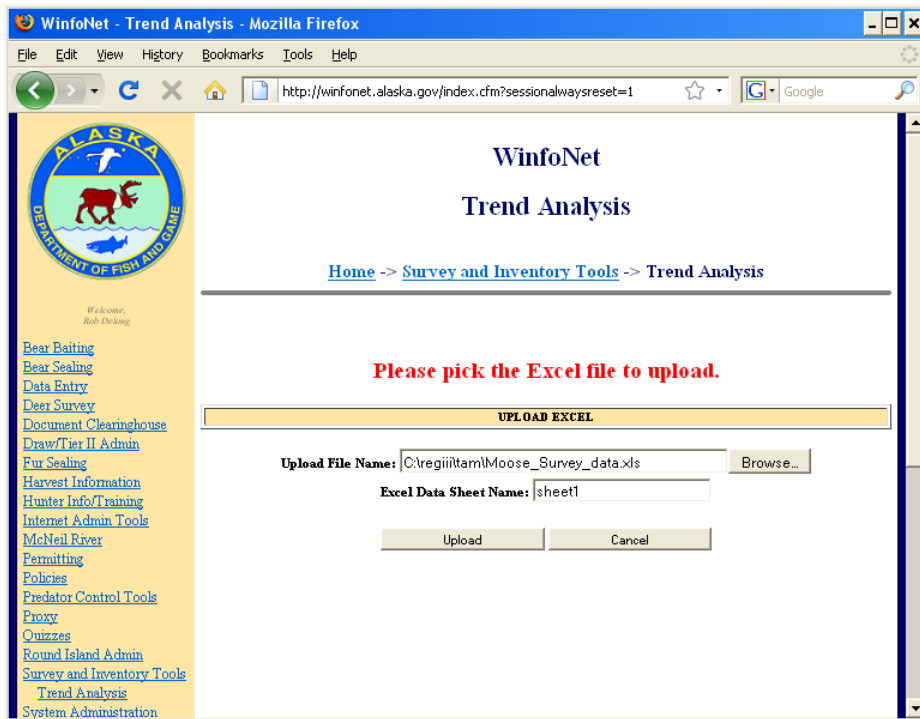 WinfoNet - Trend Analysis - Mozilla Firefox
File Edit View History Bookmarks Tools Help
http://winfonet.alaska.gov/index.cfm?sessionalwaysreset=1
G Google
ALASKA
DEPARTMENT OF FISH AND GAME
Welcome,
Rob Delong
Bear Baiting
Bear Sealing
Data Entry
Deer Survey
Document Clearinghouse
Draw/Tier II Admin
Fur Sealing
Harvest Information
Hunter Info/Training
Internet Admin Tools
McNeil River
Permitting
Policies
Predator Control Tools
Proxy
Quizzes
Round Island Admin
Survey and Inventory Tools
Trend Analysis
System Administration
WinfoNet
Trend Analysis
Home -> Survey and Inventory Tools -> Trend Analysis
Please pick the Excel file to upload.
UPLOAD EXCEL
Upload File Name: C:\regiii\tam\Moose_Survey_data.xls Browse...
Excel Data Sheet Name: sheet1
Upload Cancel